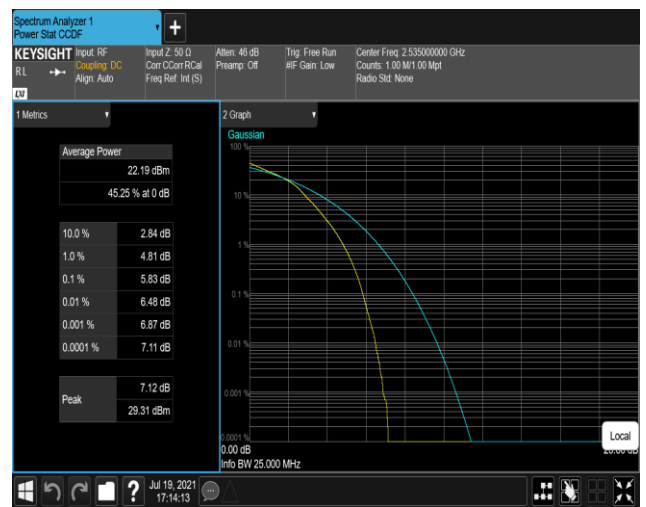 Spectrum Analyzer 1
Power Stat CCDF
+
KEYSIGHT
Input: RF
Coupling: DC
Align: Auto
RL
LXI
Input Z: 50 Ω
Corr CCorr RCal
Freq Ref: Int (S)
Atten: 46 dB
Preamp: Off
Trig: Free Run
#IF Gain: Low
Center Freq: 2.535000000 GHz
Counts: 1.00 M/1.00 Mpt
Radio Std: None
1 Metrics
Average Power
22.19 dBm
45.25 % at 0 dB
10.0 % 2.84 dB
1.0 % 4.81 dB
0.1 % 5.83 dB
0.01 % 6.48 dB
0.001 % 6.87 dB
0.0001 % 7.11 dB
Peak
7.12 dB
29.31 dBm
2 Graph
Gaussian
100 %
10 %
1 %
0.1 %
0.01 %
0.001 %
0.0001 %
0.00 dB
Info BW 25.000 MHz
Local
?
Jul 19, 2021
17:14:13